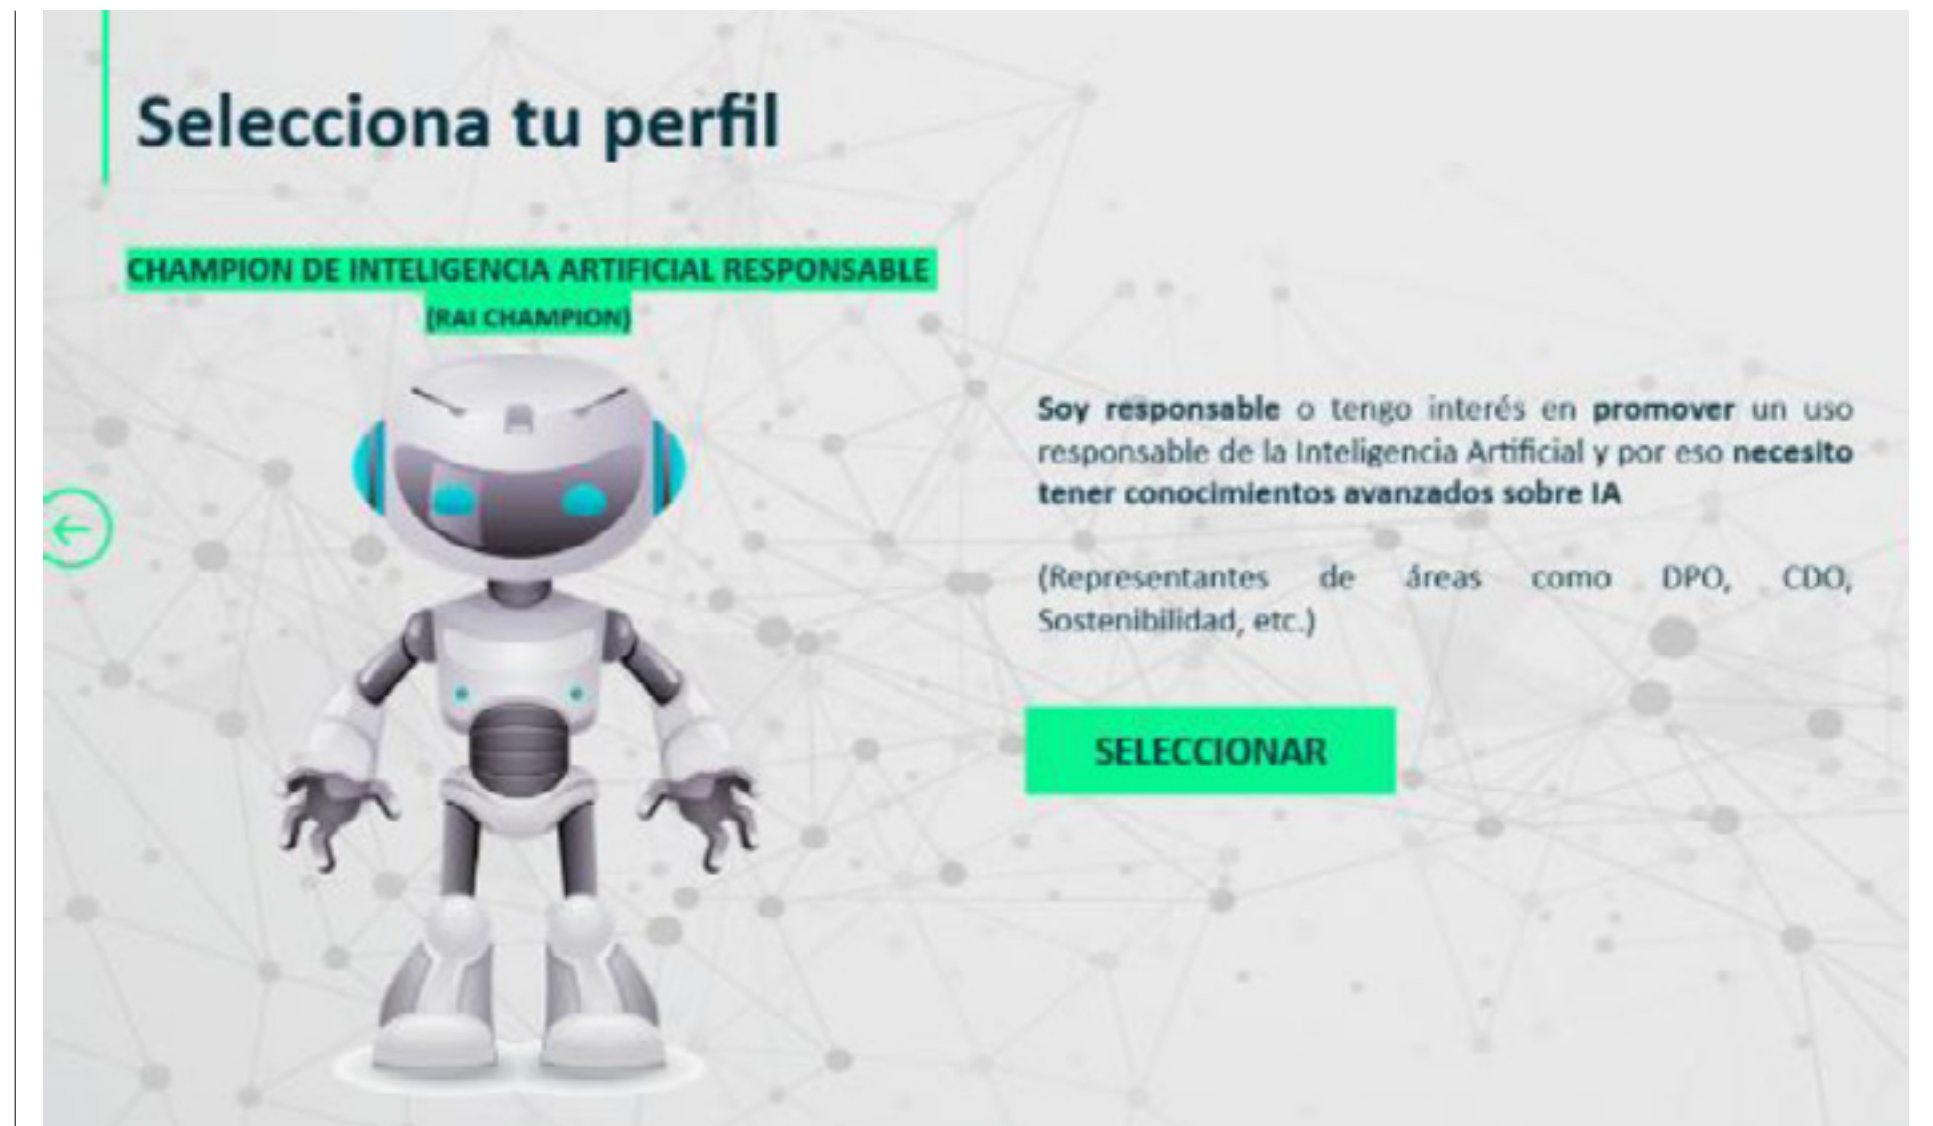 Selecciona tu perfil
CHAMPION DE INTELIGENCIA ARTIFICIAL RESPONSABLE
(RAI CHAMPION)
Soy responsable o tengo interés en promover un uso
responsable de la Inteligencia Artificial y por eso necesito
tener conocimientos avanzados sobre IA
(Representantes de áreas como DPO, CDO,
Sostenibilidad, etc.)
SELECCIONAR